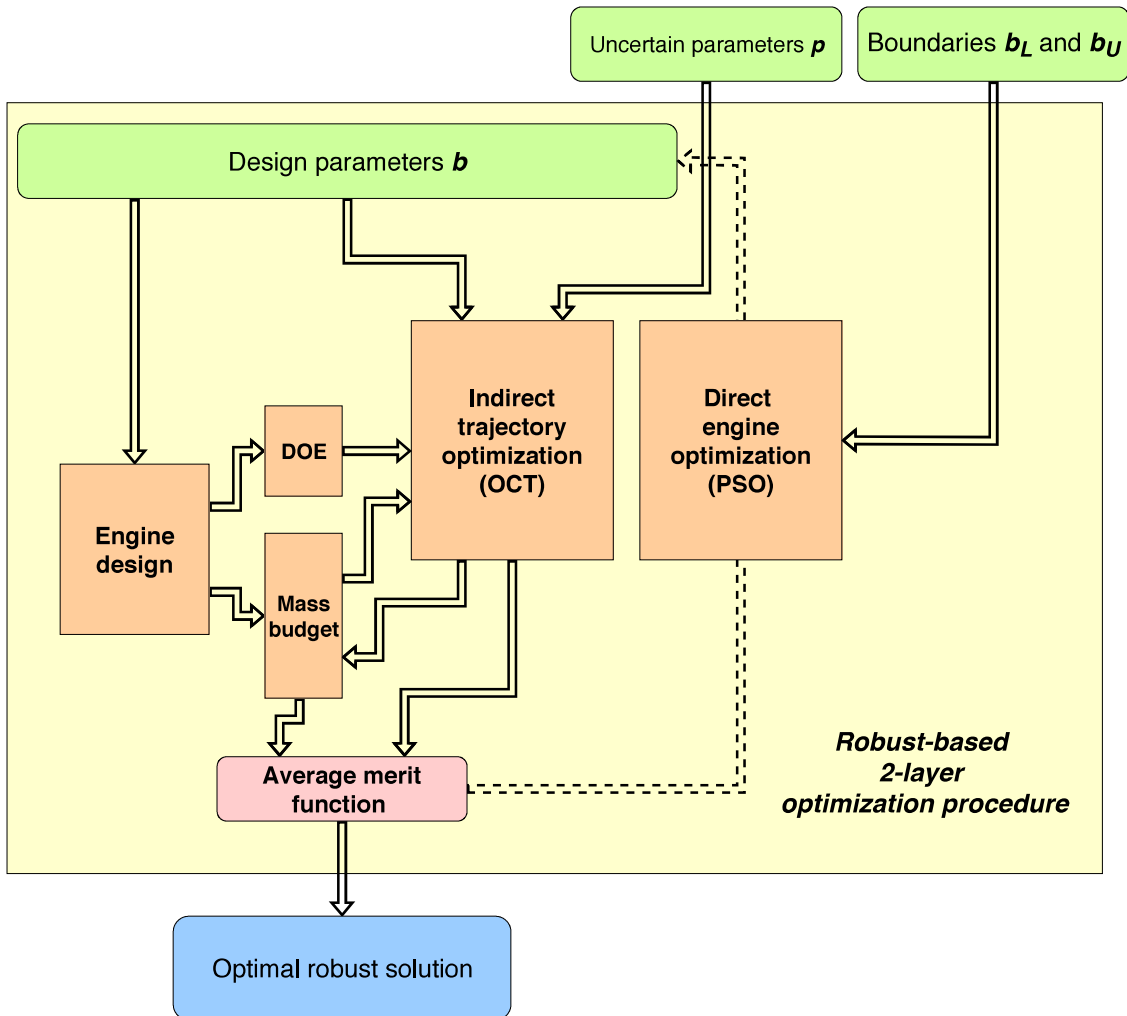 Uncertain parameters p
Boundaries bL and bU
Design parameters b
Indirect
trajectory
optimization
(OCT)
Direct
engine
optimization
(PSO)
DOE
Engine
design
Mass
budget
Average merit
function
Robust-based
2-layer
optimization procedure
Optimal robust solution